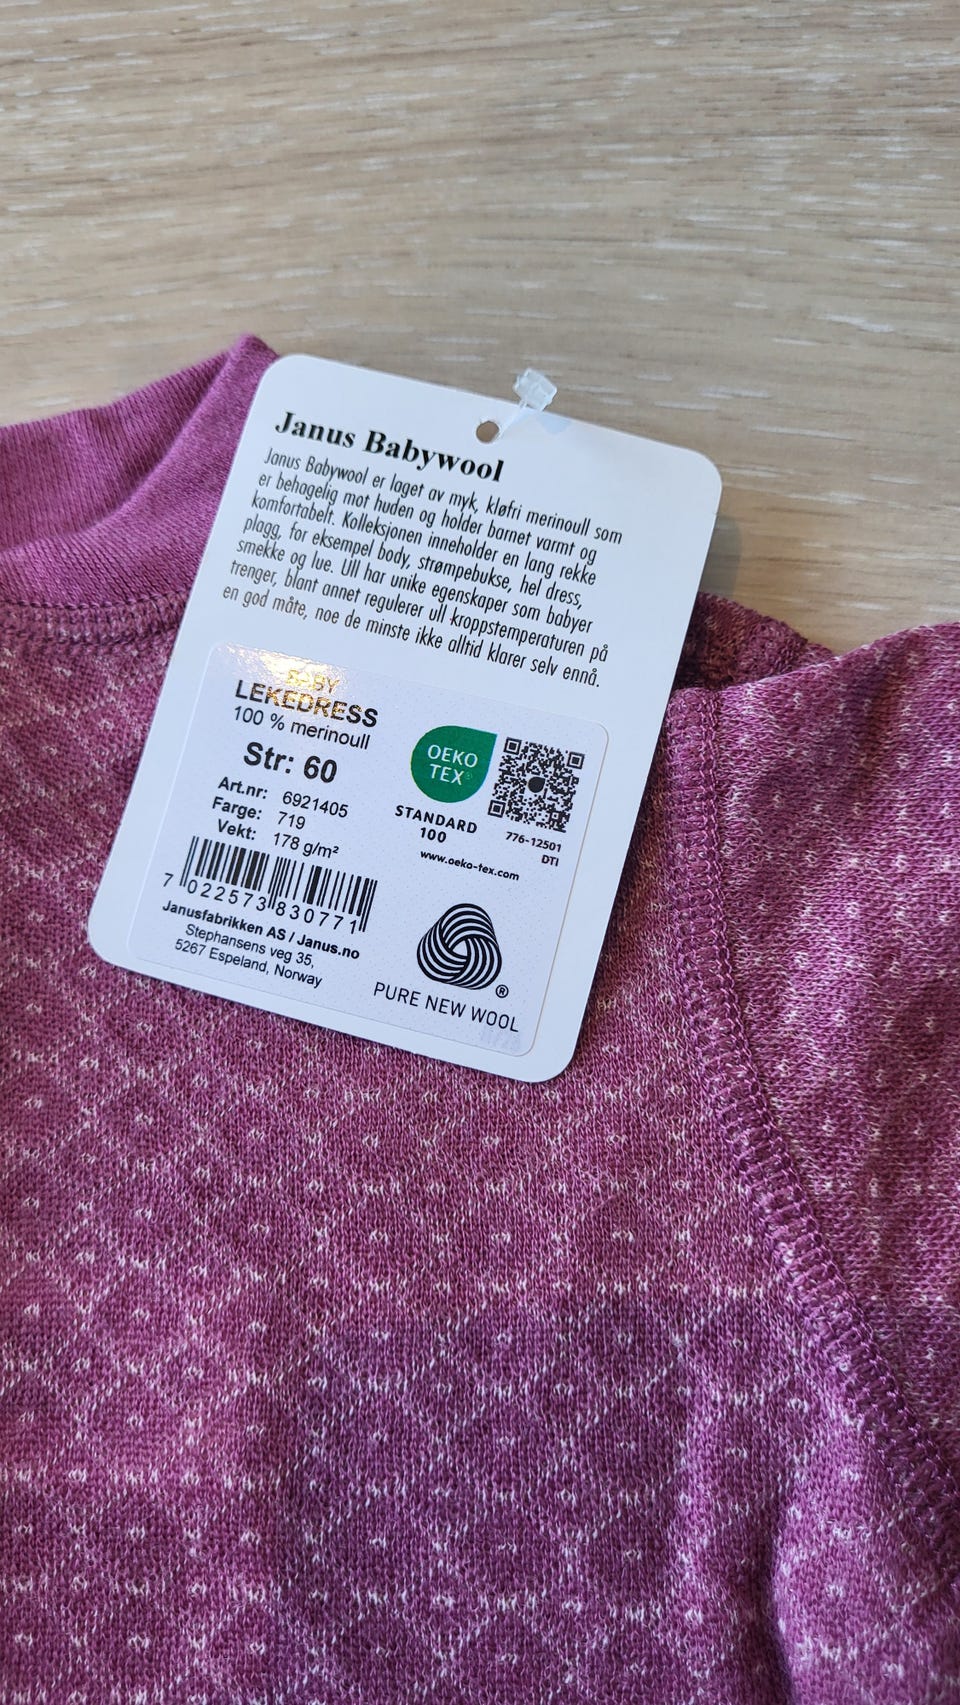 Janus Babywool
Janus Babywool er laget av myk, kløfri merinoull som
er behagelig mot huden og holder barnet varmt og
komfortabelt. Kolleksjonen inneholder en lang rekke
plagg, for eksempel body, strømpebukse, hel dress,
smekke og lue. Ull har unike egenskaper som babyer
trenger, blant annet regulerer ull kroppstemperaturen på
en god måte, noe de minste ikke alltid klarer selv ennå.
BABY
LEKEDRESS
100 % merinoull
Str: 60
Art.nr: 6921405
Farge: 719
Vekt: 178 g/m²
7 022573 830771
Janusfabrikken AS / Janus.no
Stephansens veg 35,
5267 Espeland, Norway
OEKO
TEX®
STANDARD
100
776-12501
DTI
www.oeko-tex.com
®
PURE NEW WOOL